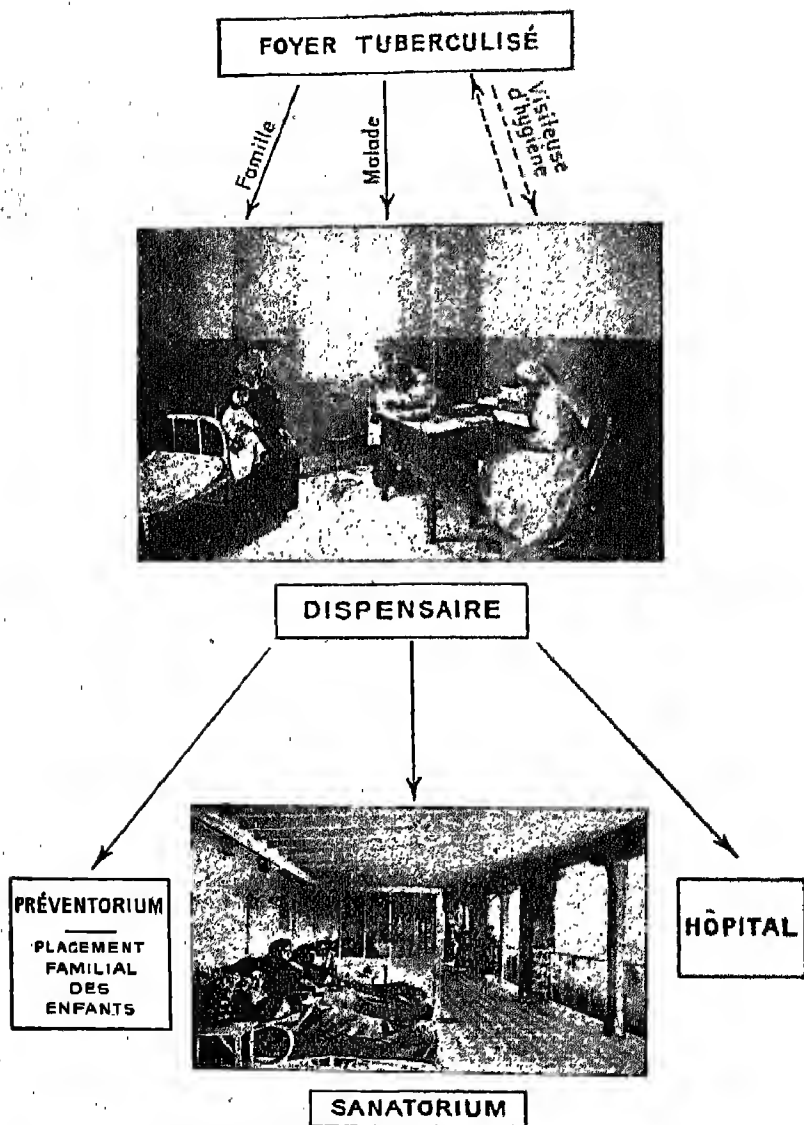 FOYER TUBERCULISÉ
Famille
Malade
Visiteuse
d'hygiène
DISPENSAIRE
PRÉVENTORIUM
PLACEMENT
FAMILIAL
DES
ENFANTS
HÔPITAL
SANATORIUM